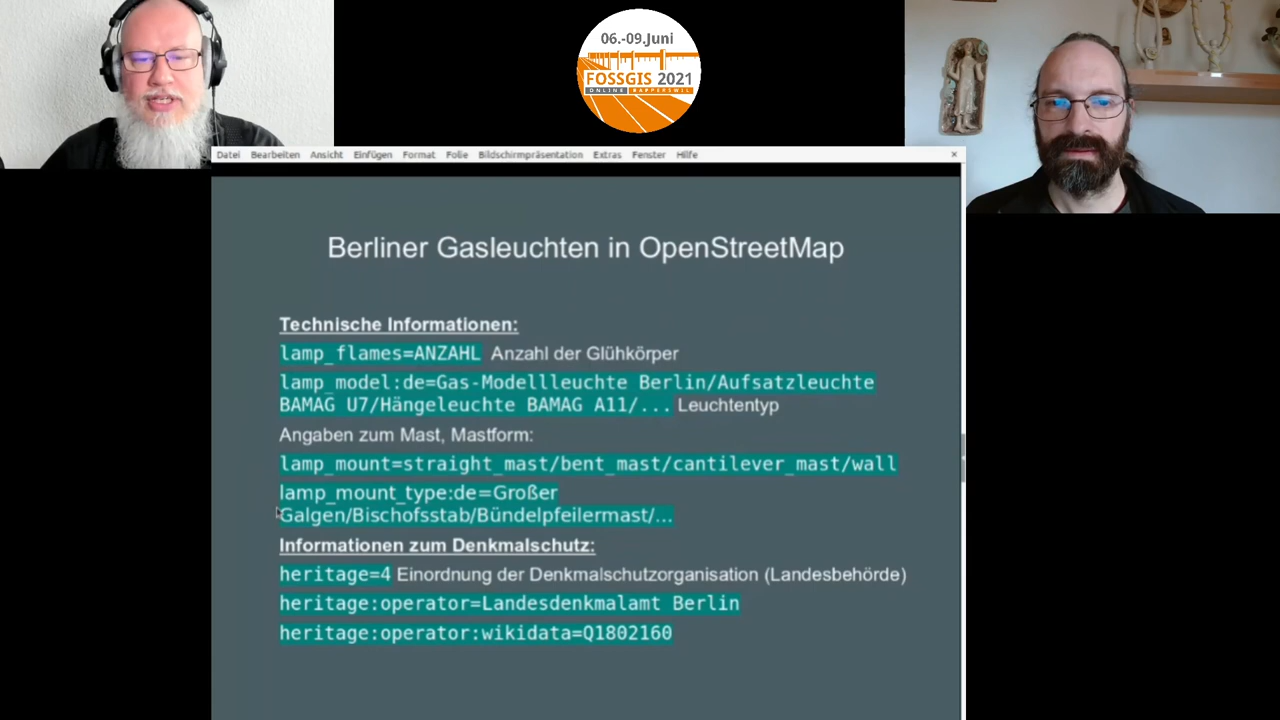 06.-09.Juni
FOSSGIS 2021
ONLINE RAPPERSWIL
Datei Bearbeiten Ansicht Einfügen Format Folie Bildschirmpräsentation Extras Fenster Hilfe ×
Berliner Gasleuchten in OpenStreetMap
Technische Informationen:
lamp_flames=ANZAHL Anzahl der Glühkörper
lamp_model:de=Gas-Modellleuchte Berlin/Aufsatzleuchte
BAMAG U7/Hängeleuchte BAMAG A11/... Leuchtentyp
Angaben zum Mast, Mastform:
lamp_mount=straight_mast/bent_mast/cantilever_mast/wall
lamp_mount_type:de=Großer
Galgen/Bischofsstab/Bündelpfeilermast/...
Informationen zum Denkmalschutz:
heritage=4 Einordnung der Denkmalschutzorganisation (Landesbehörde)
heritage:operator=Landesdenkmalamt Berlin
heritage:operator:wikidata=Q1802160